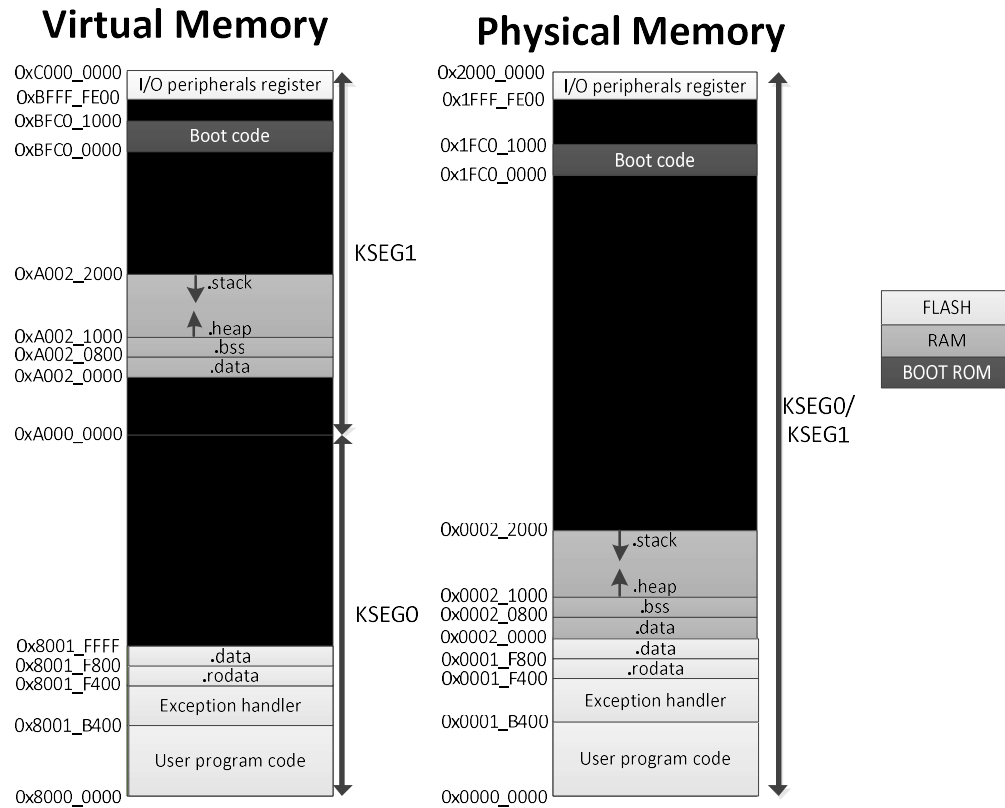 Virtual Memory
0xC000_0000
I/O peripherals register
0xBFFF_FE00
0xBFC0_1000
Boot code
0xBFC0_0000
KSEG1
0xA002_2000
.stack
.heap
0xA002_1000
.bss
0xA002_0800
.data
0xA002_0000
0xA000_0000
KSEG0
0x8001_FFFF
.data
0x8001_F800
.rodata
0x8001_F400
Exception handler
0x8001_B400
User program code
0x8000_0000
Physical Memory
0x2000_0000
I/O peripherals register
0x1FFF_FE00
0x1FC0_1000
Boot code
0x1FC0_0000
KSEG0/
KSEG1
0x0002_2000
.stack
.heap
0x0002_1000
.bss
0x0002_0800
.data
0x0002_0000
.data
0x0001_F800
.rodata
0x0001_F400
Exception handler
0x0001_B400
User program code
0x0000_0000
FLASH
RAM
BOOT ROM